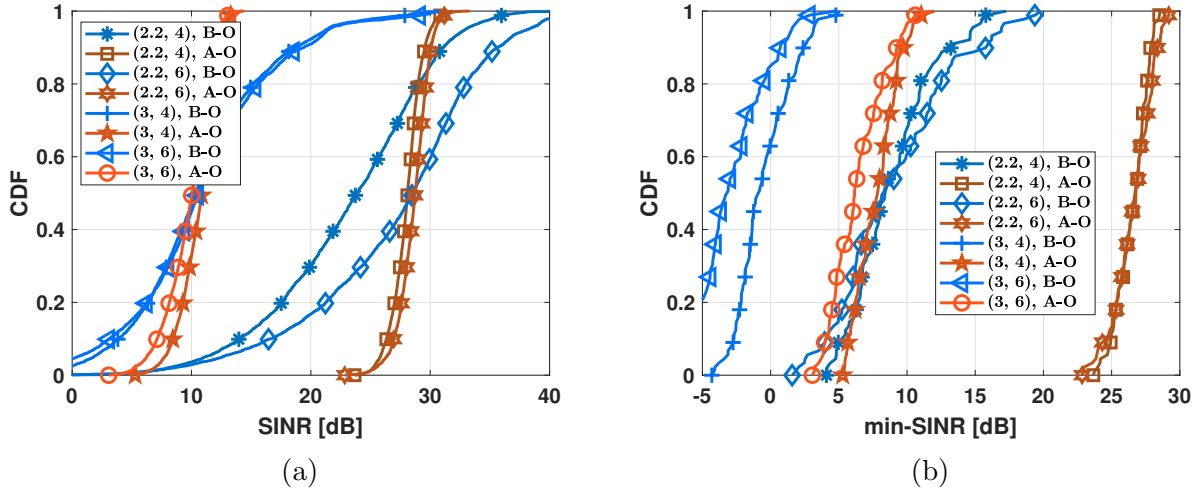 1
0.8
0.6
0.4
0.2
0
CDF
0 10 20 30 40
SINR [dB]
(2.2, 4), B-O
(2.2, 4), A-O
(2.2, 6), B-O
(2.2, 6), A-O
(3, 4), B-O
(3, 4), A-O
(3, 6), B-O
(3, 6), A-O
(a)
1
0.8
0.6
0.4
0.2
0
CDF
-5 0 5 10 15 20 25 30
min-SINR [dB]
(2.2, 4), B-O
(2.2, 4), A-O
(2.2, 6), B-O
(2.2, 6), A-O
(3, 4), B-O
(3, 4), A-O
(3, 6), B-O
(3, 6), A-O
(b)